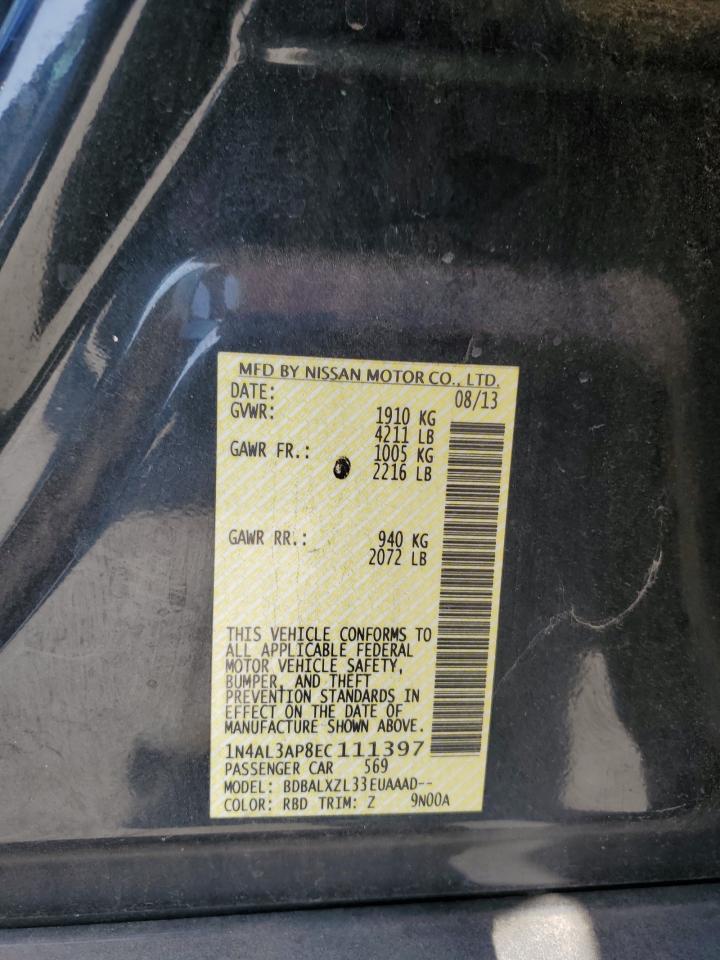 MFD BY NISSAN MOTOR CO., LTD.
DATE: 08/13
GVWR: 1910 KG
4211 LB
GAWR FR.: 1005 KG
2216 LB
GAWR RR.: 940 KG
2072 LB
THIS VEHICLE CONFORMS TO
ALL APPLICABLE FEDERAL
MOTOR VEHICLE SAFETY,
BUMPER, AND THEFT
PREVENTION STANDARDS IN
EFFECT ON THE DATE OF
MANUFACTURE SHOWN ABOVE.
1N4AL3AP8EC111397
PASSENGER CAR 569
MODEL: BDBALXZL33EUAAAD--
COLOR: RBD TRIM: Z 9N00A